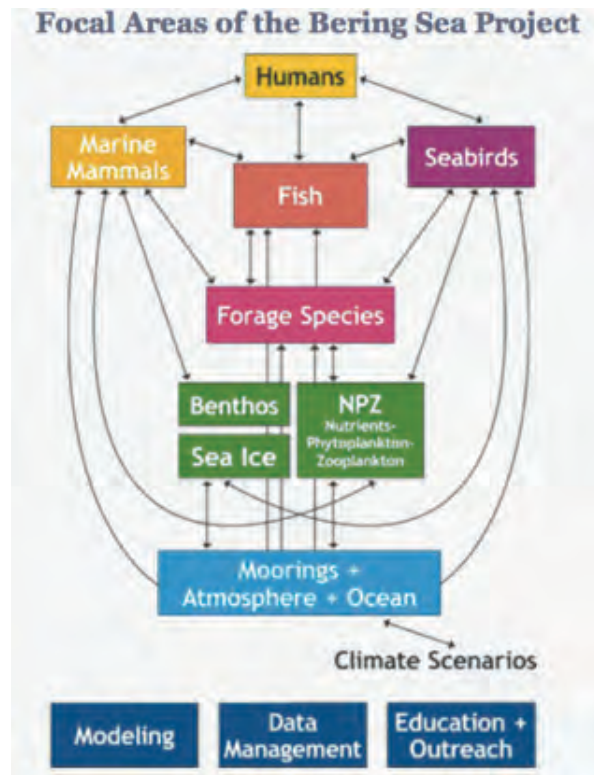 Focal Areas of the Bering Sea Project
Humans
Marine
Mammals
Seabirds
Fish
Forage Species
Benthos
NPZ
Nutrients-
Phytoplankton-
Zooplankton
Sea Ice
Moorings +
Atmosphere + Ocean
Climate Scenarios
Modeling
Data
Management
Education +
Outreach